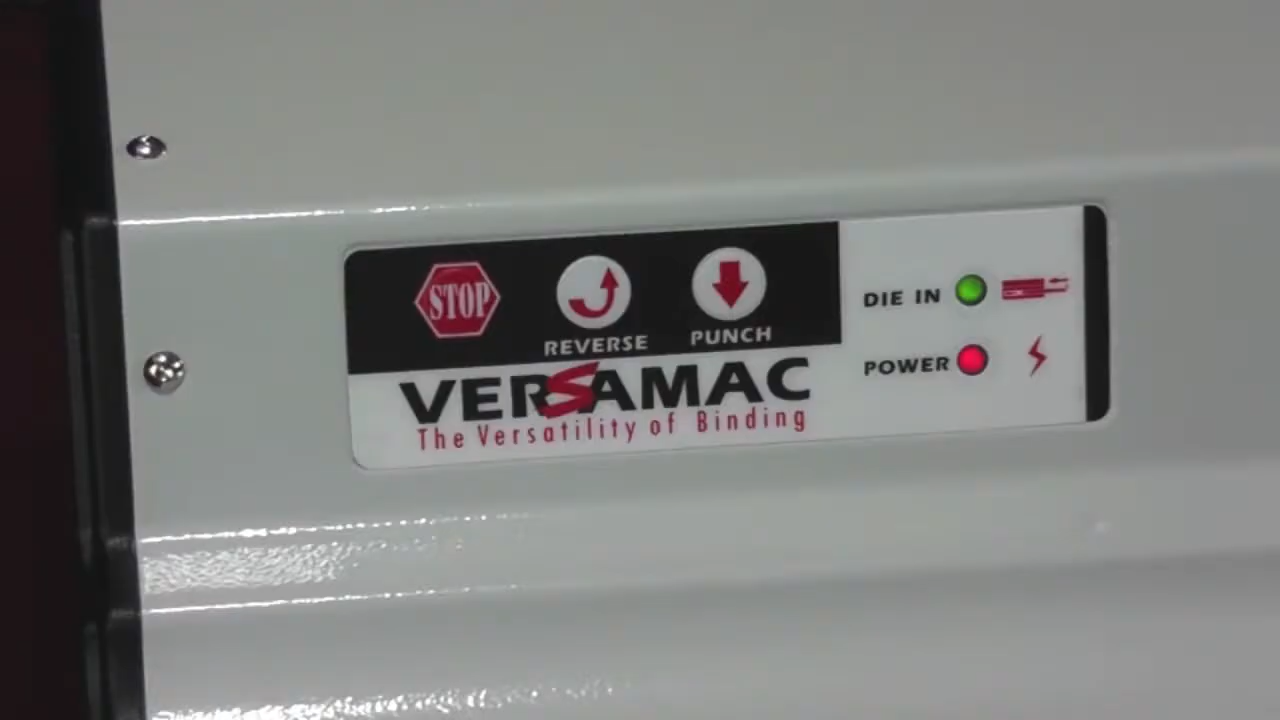 STOP
REVERSE
PUNCH
VERSAMAC
The Versatility of Binding
DIE IN
POWER